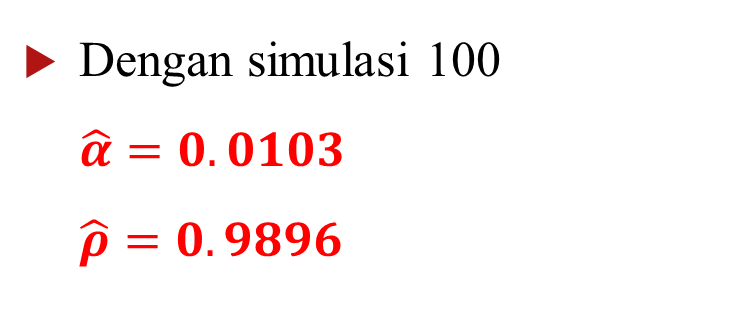 Dengan simulasi 100
α̂ = 0.0103
ρ̂ = 0.9896